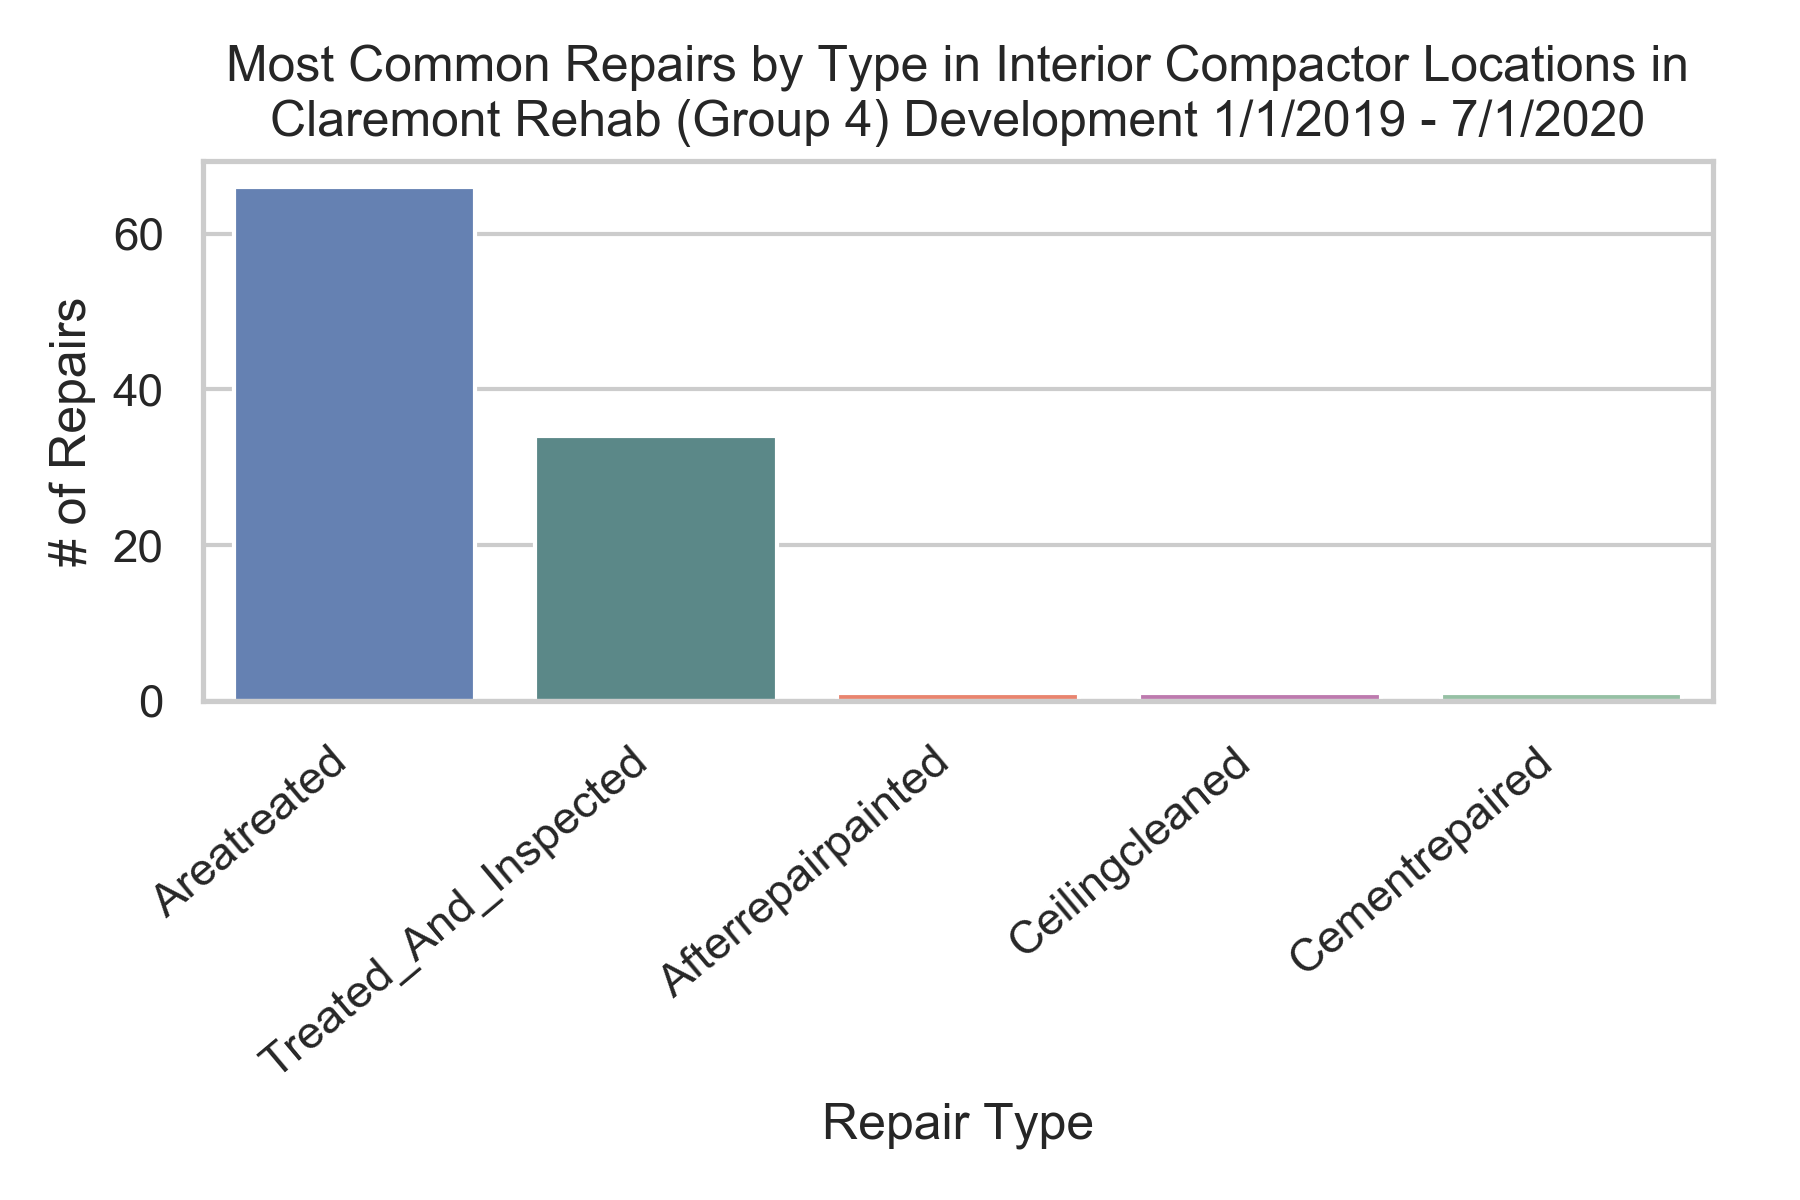 Most Common Repairs by Type in Interior Compactor Locations in
Claremont Rehab (Group 4) Development 1/1/2019 - 7/1/2020
# of Repairs
60
40
20
0
Areatreated
Treated_And_Inspected
Afterrepairpainted
Ceilingcleaned
Cementrepaired
Repair Type